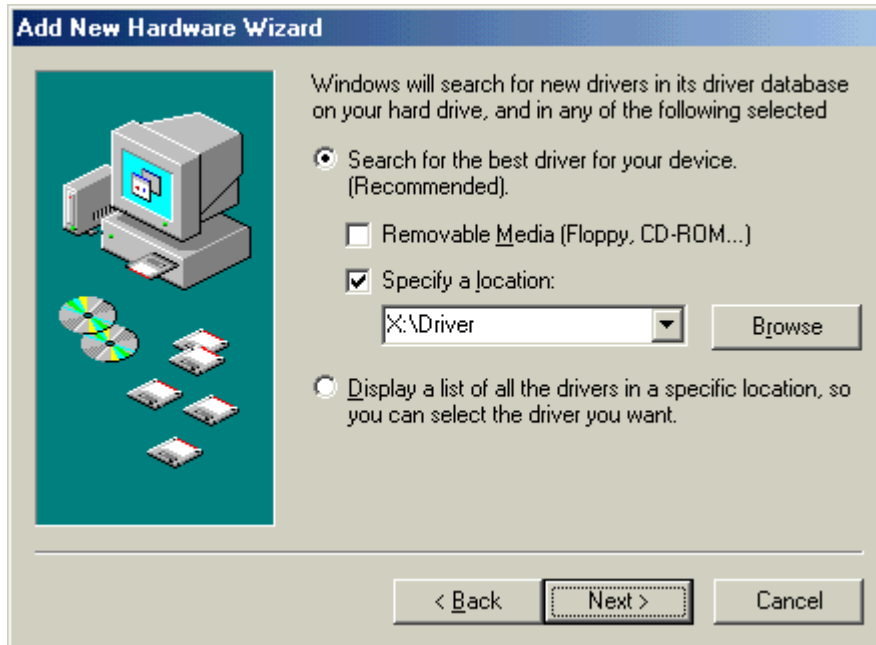 Add New Hardware Wizard
Windows will search for new drivers in its driver database
on your hard drive, and in any of the following selected
Search for the best driver for your device.
(Recommended).
Removable Media (Floppy, CD-ROM...)
Specify a location:
X:\Driver
Browse
Display a list of all the drivers in a specific location, so
you can select the driver you want.
< Back
Next >
Cancel